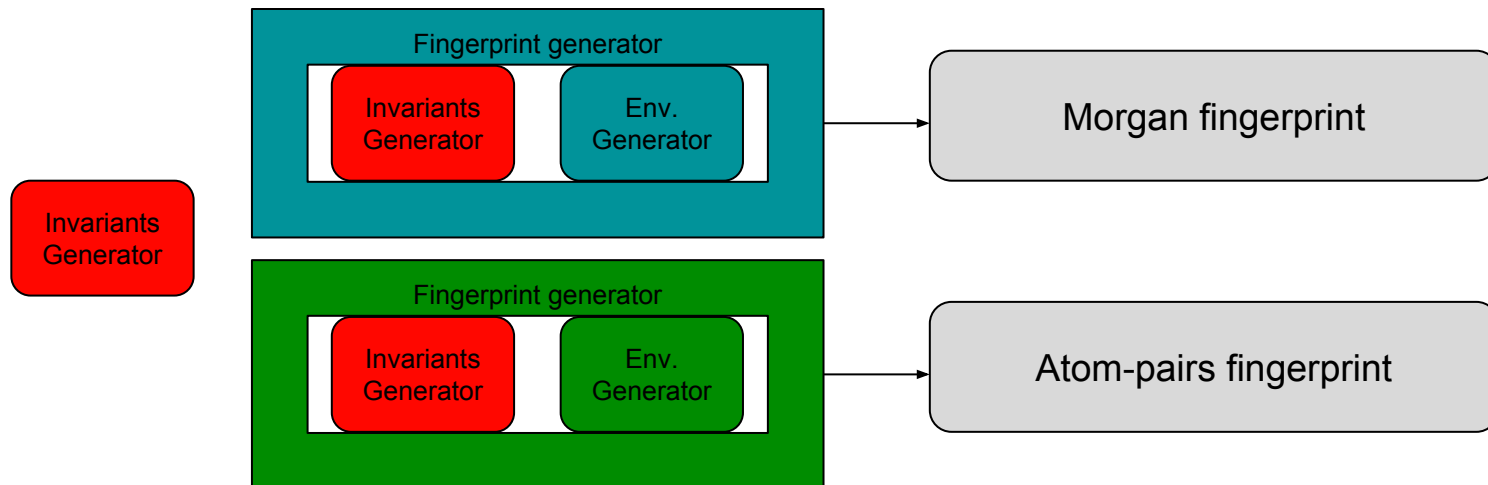 Fingerprint generator
Invariants
Generator
Env.
Generator
Morgan fingerprint
Invariants
Generator
Fingerprint generator
Invariants
Generator
Env.
Generator
Atom-pairs fingerprint